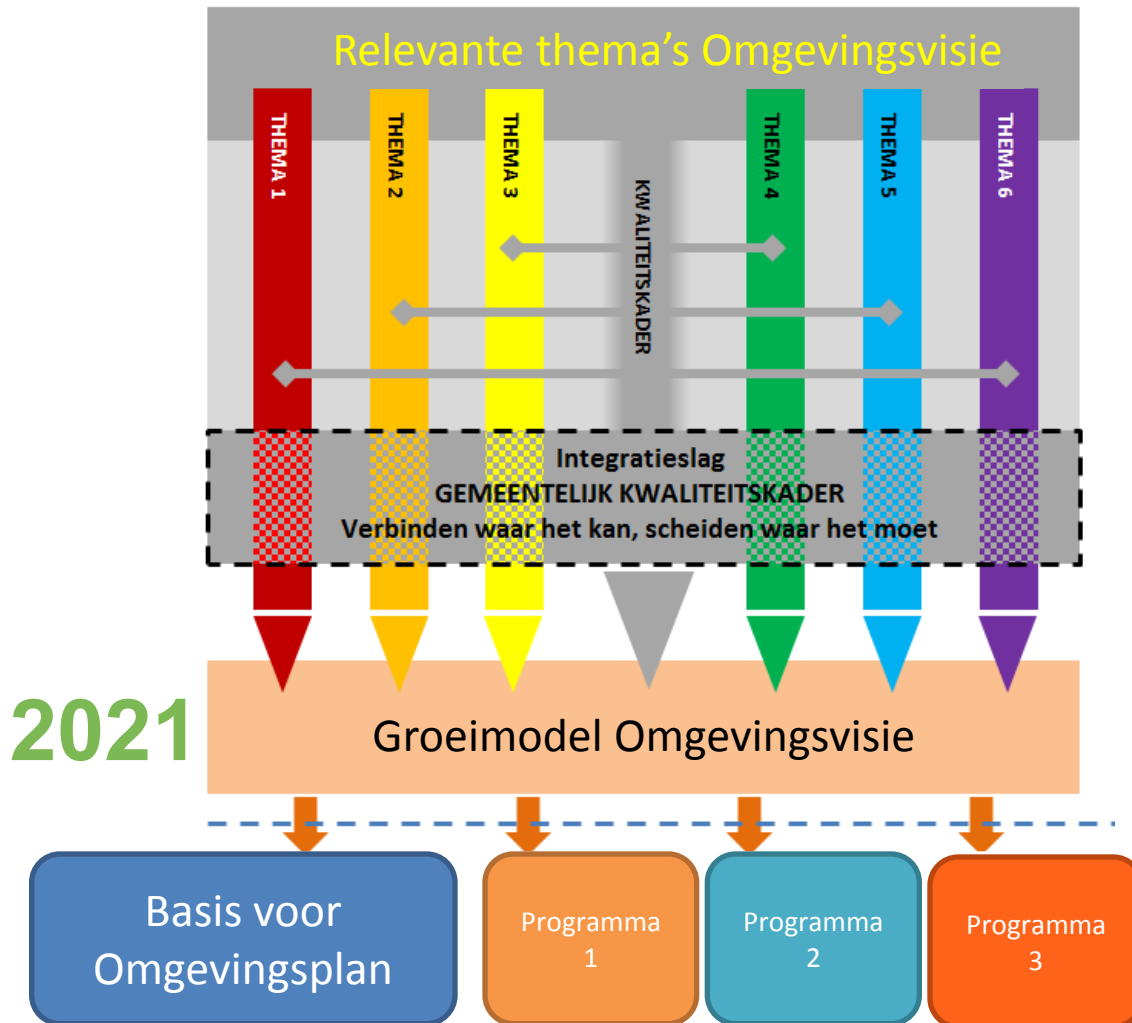 Relevante thema's Omgevingsvisie
THEMA 1
THEMA 2
THEMA 3
KWALITEITSKADER
THEMA 4
THEMA 5
THEMA 6
Integratieslag
GEMEENTELIJK KWALITEITSKADER
Verbinden waar het kan, scheiden waar het moet
2021
Groeimodel Omgevingsvisie
Basis voor
Omgevingsplan
Programma
1
Programma
2
Programma
3